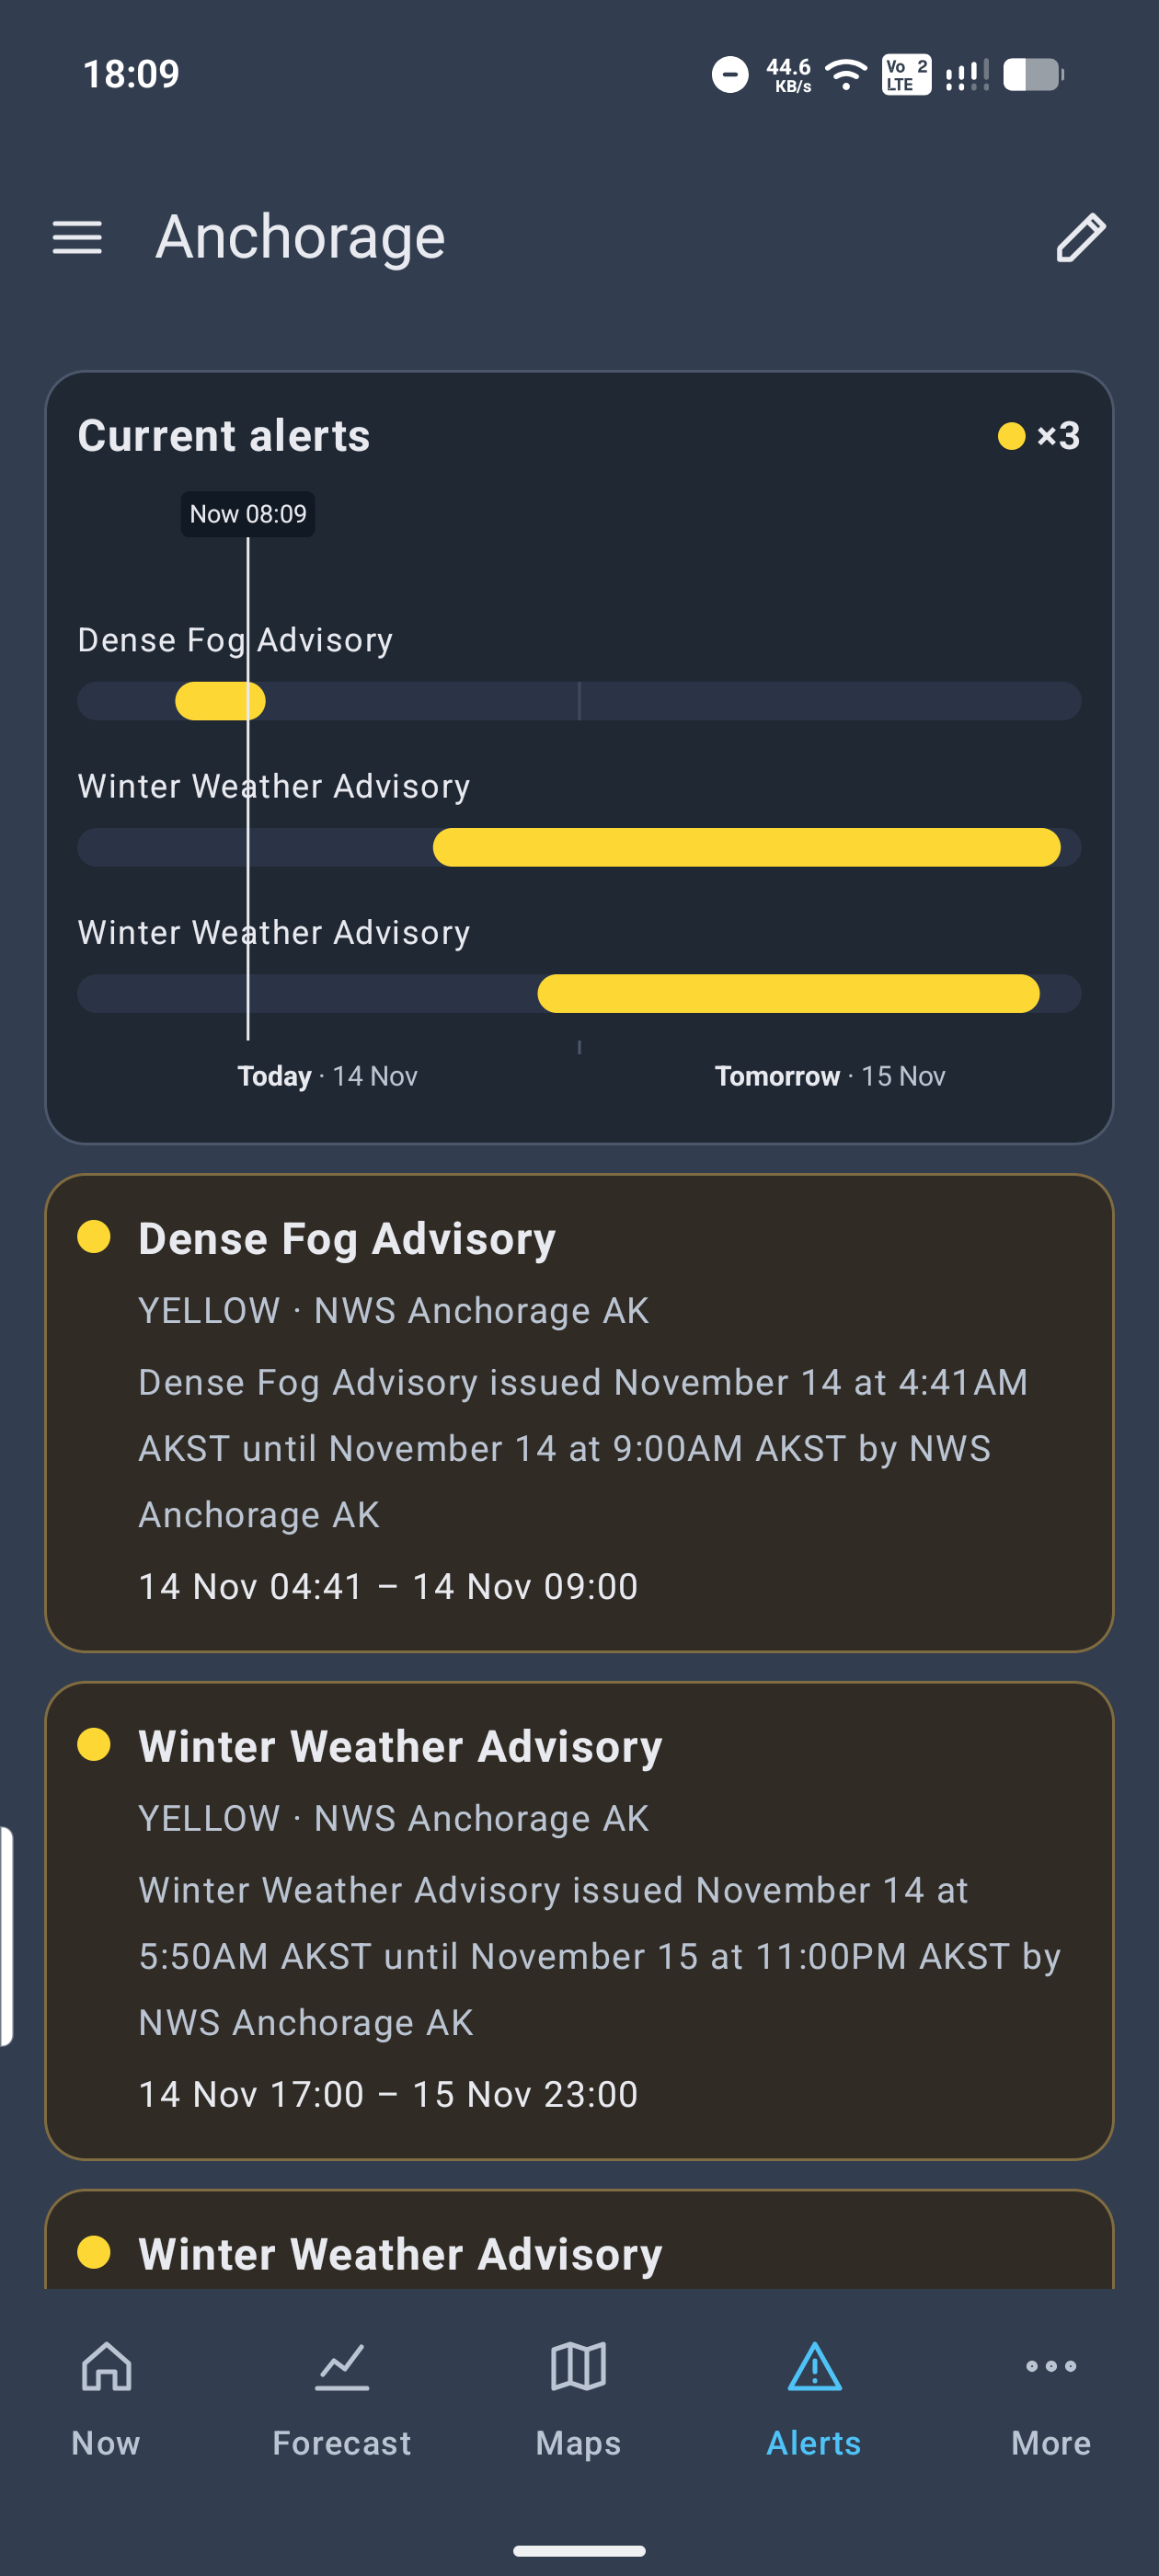 18:09
44.6
KB/s
Vo 2
LTE
Anchorage
Current alerts
×3
Now 08:09
Dense Fog Advisory
Winter Weather Advisory
Winter Weather Advisory
Today · 14 Nov
Tomorrow · 15 Nov
Dense Fog Advisory
YELLOW · NWS Anchorage AK
Dense Fog Advisory issued November 14 at 4:41AM
AKST until November 14 at 9:00AM AKST by NWS
Anchorage AK
14 Nov 04:41 – 14 Nov 09:00
Winter Weather Advisory
YELLOW · NWS Anchorage AK
Winter Weather Advisory issued November 14 at
5:50AM AKST until November 15 at 11:00PM AKST by
NWS Anchorage AK
14 Nov 17:00 – 15 Nov 23:00
Winter Weather Advisory
Now
Forecast
Maps
Alerts
More